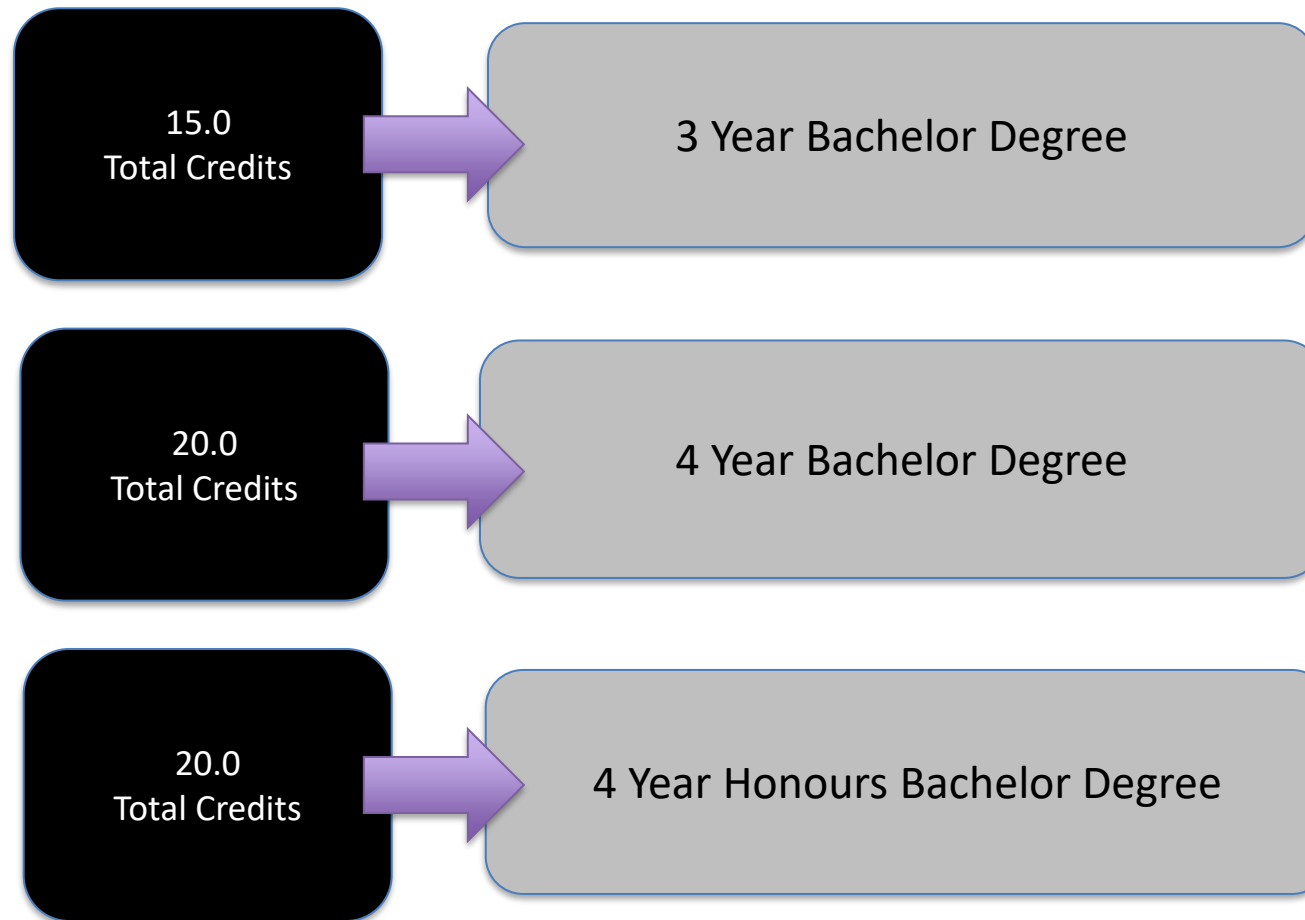 15.0
Total Credits
3 Year Bachelor Degree
20.0
Total Credits
4 Year Bachelor Degree
20.0
Total Credits
4 Year Honours Bachelor Degree